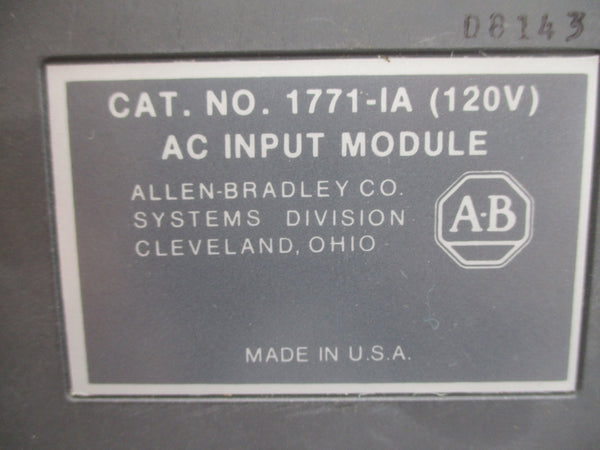 08143
CAT. NO. 1771-IA (120V)
AC INPUT MODULE
ALLEN-BRADLEY CO.
SYSTEMS DIVISION
CLEVELAND, OHIO
A-B
MADE IN U.S.A.